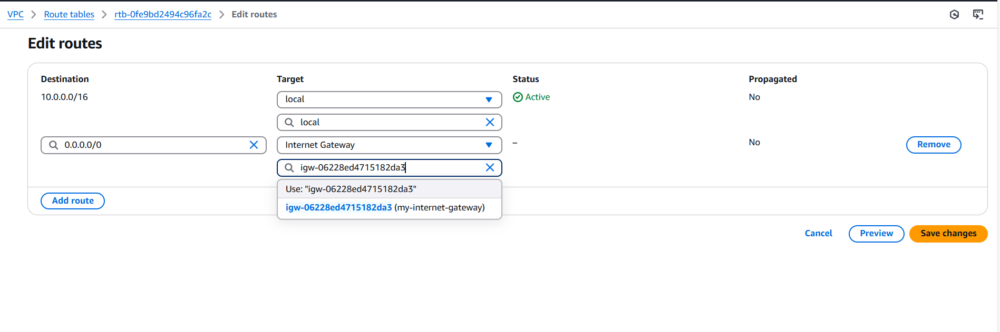 VPC > Route tables > rtb-0fe9bd2494c96fa2c > Edit routes
Edit routes
Destination Target Status Propagated
10.0.0.0/16 local Active No
local
0.0.0.0/0 Internet Gateway – No Remove
igw-06228ed4715182da3
Use: "igw-06228ed4715182da3"
Add route
igw-06228ed4715182da3 (my-internet-gateway)
Cancel Preview Save changes